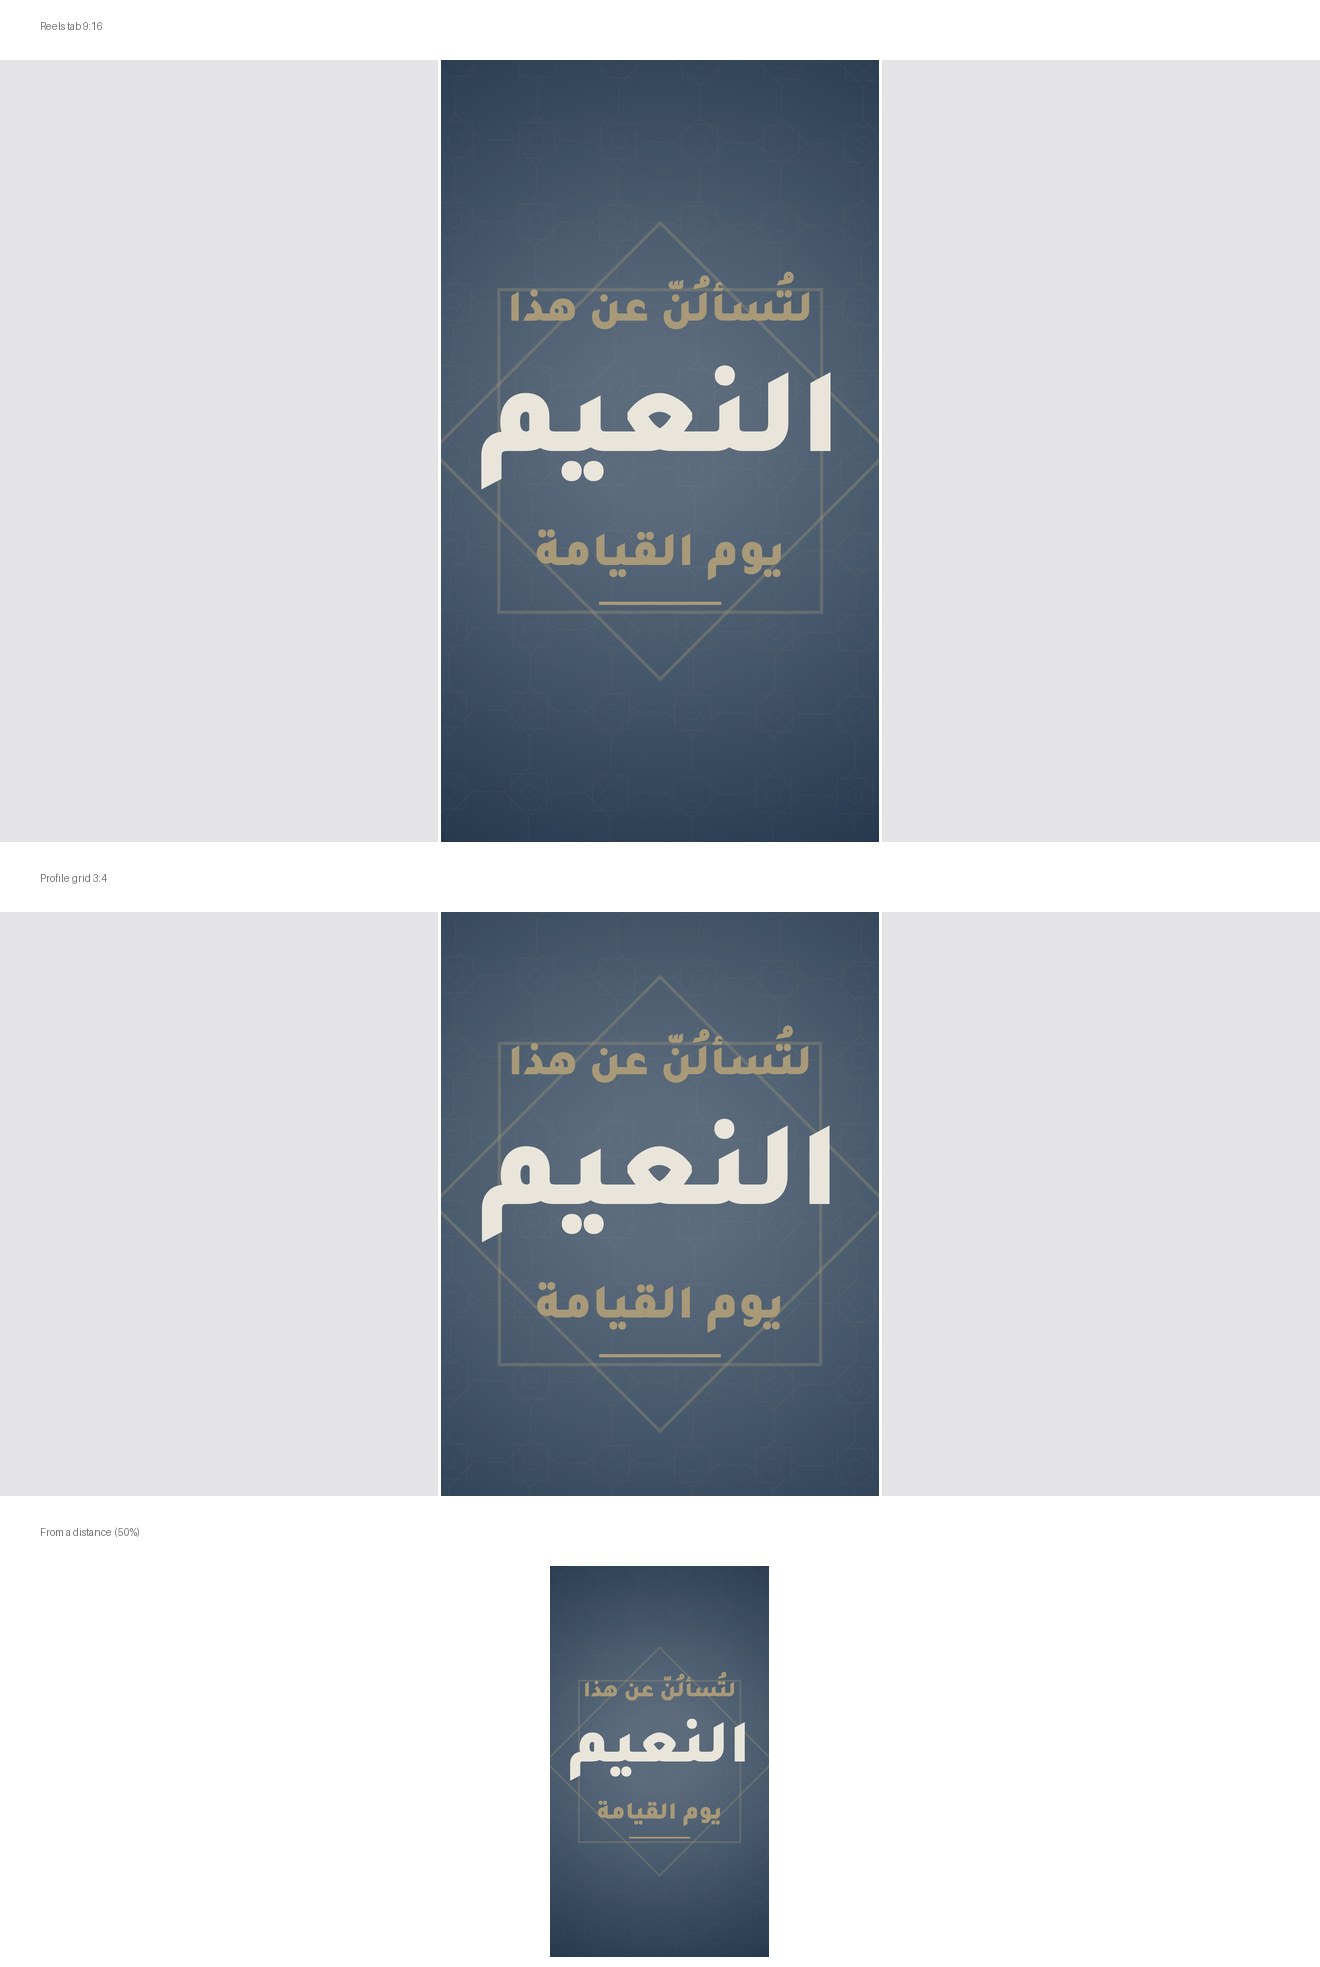 Reels tab 9:16
لتُسألُنّ عن هذا
النعيم
يوم القيامة
Profile grid 3:4
لتُسألُنّ عن هذا
النعيم
يوم القيامة
From a distance (50%)
لتُسألُنّ عن هذا
النعيم
يوم القيامة